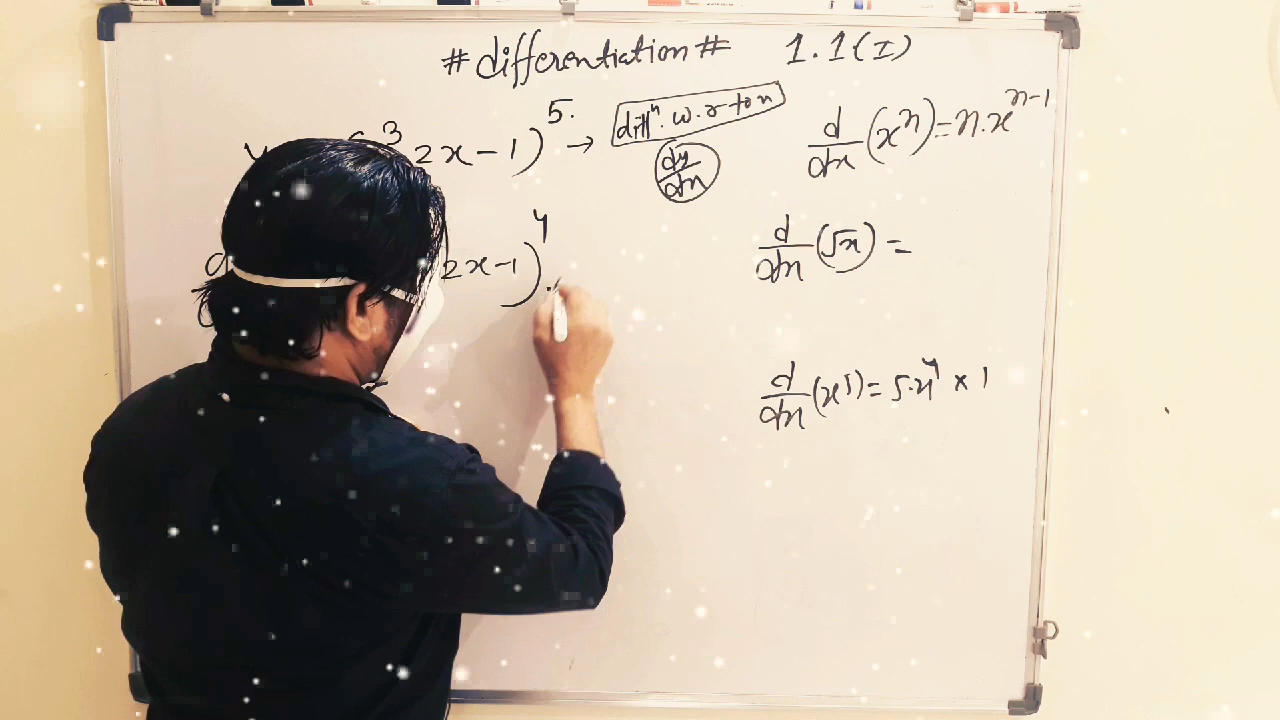 # differentiation # 1.1 (I)
3 2x - 1)^5. → diffⁿ. w.r. to x
dy/dx
d/dx (x^n) = n.x^{n-1}
2x - 1)^4 .
d/dx (√x) =
d/dx (x^5) = 5.x^4 × 1